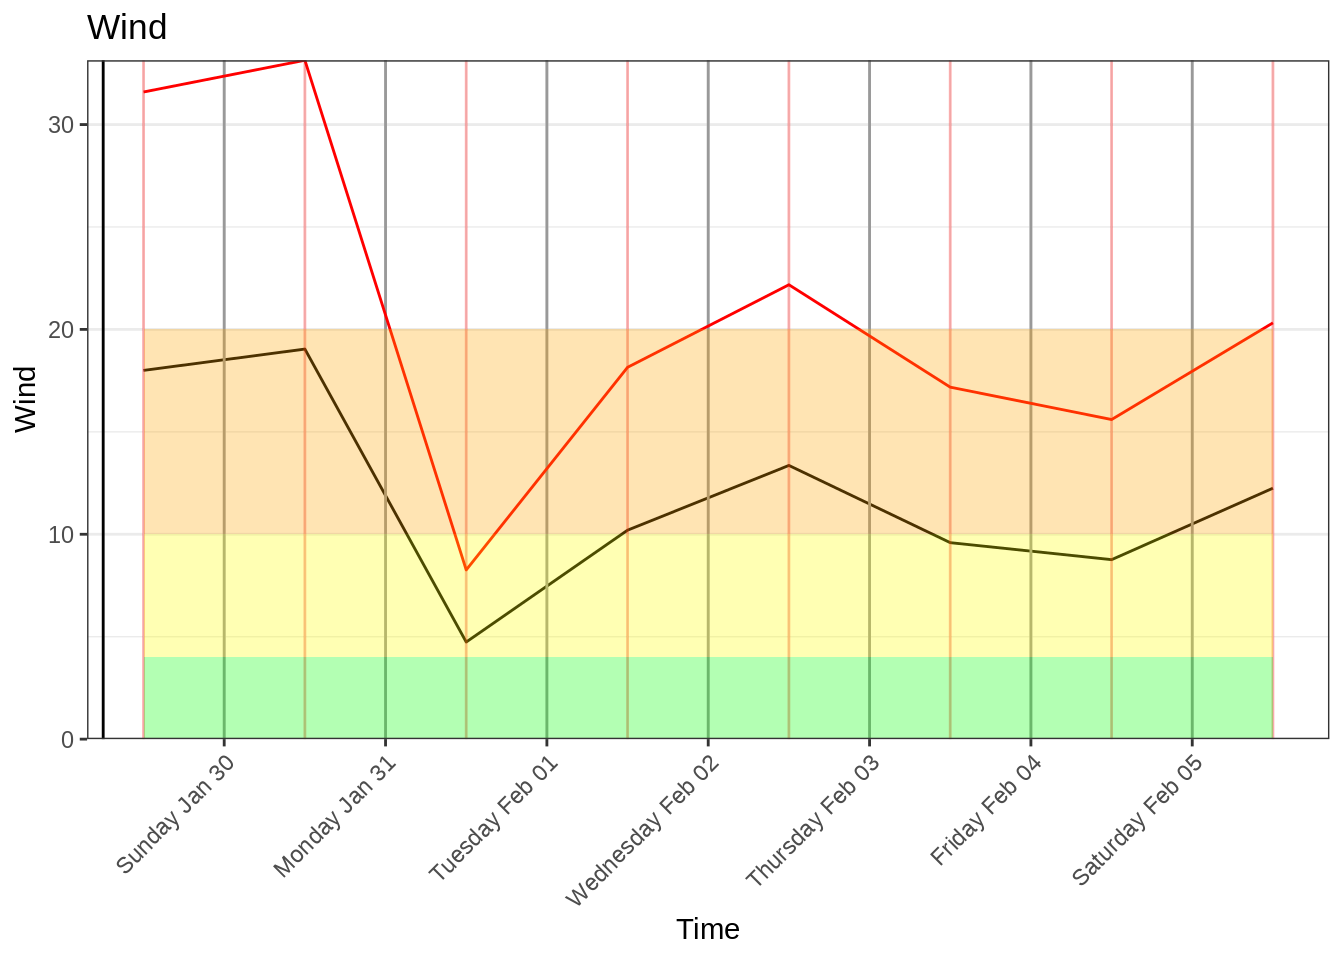 Wind
30
20
10
0
Wind
Sunday Jan 30
Monday Jan 31
Tuesday Feb 01
Wednesday Feb 02
Thursday Feb 03
Friday Feb 04
Saturday Feb 05
Time